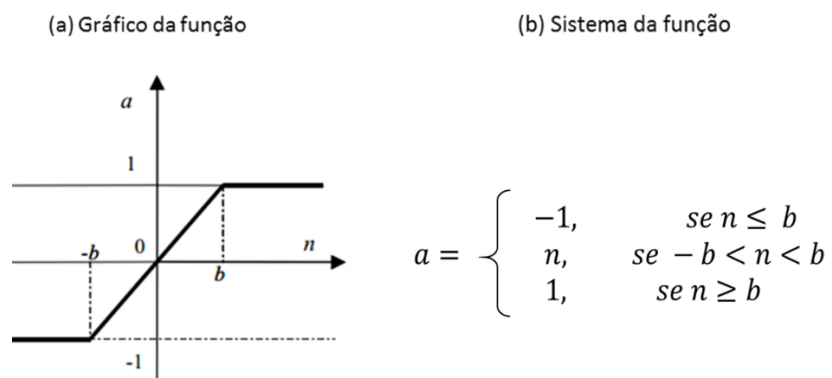 (a) Gráfico da função
(b) Sistema da função
a
1
-b
0
n
b
-1
a =
−1, se n ≤ b
n, se − b < n < b
1, se n ≥ b